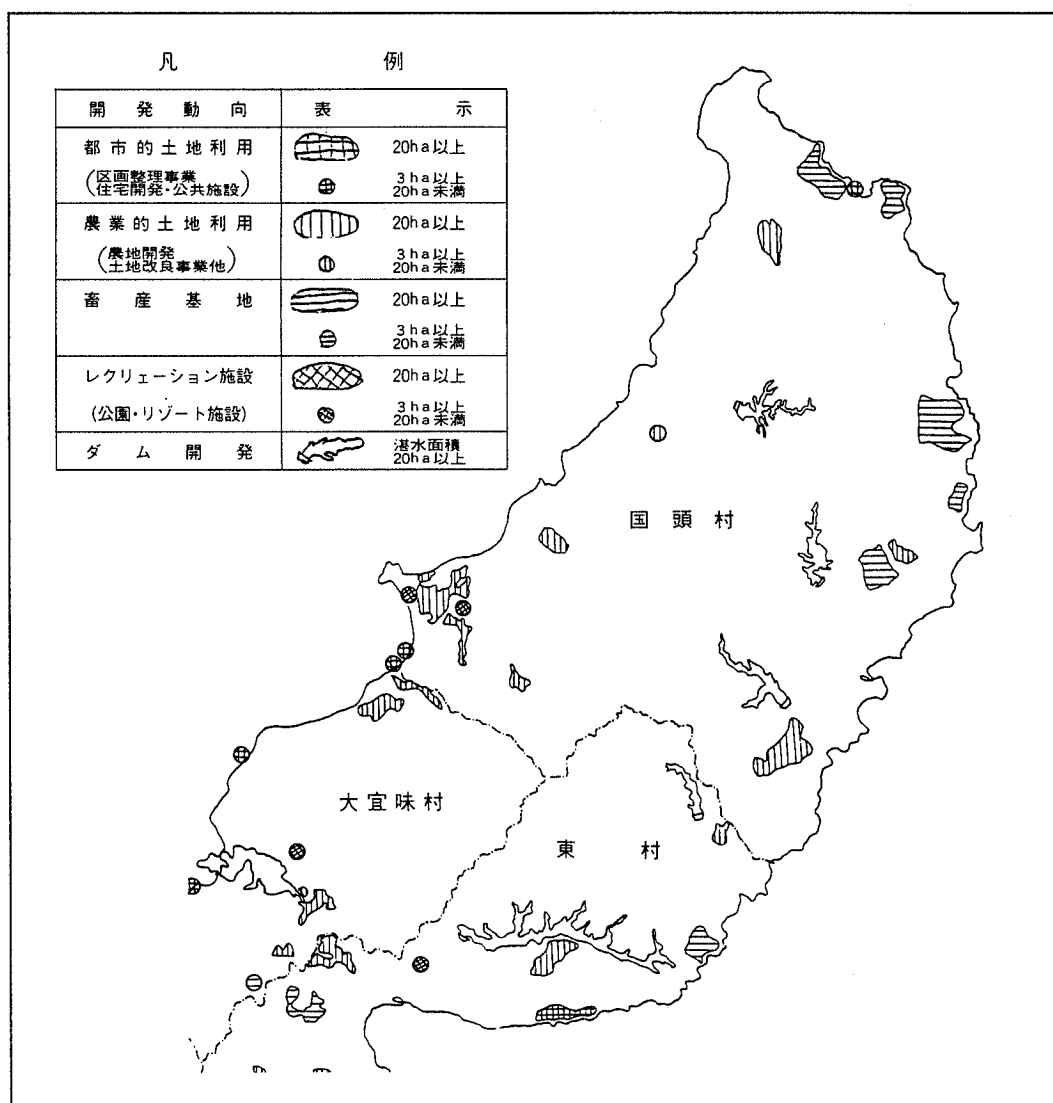 凡例
開発動向 表示
都市的土地利用 20ha以上
(区画整理事業
住宅開発・公共施設) 3ha以上
20ha未満
農業的土地利用 20ha以上
(農地開発
土地改良事業他) 3ha以上
20ha未満
畜産基地 20ha以上
3ha以上
20ha未満
レクリェーション施設 20ha以上
(公園・リゾート施設) 3ha以上
20ha未満
ダム開発 湛水面積
20ha以上
国頭村
大宜味村
東村